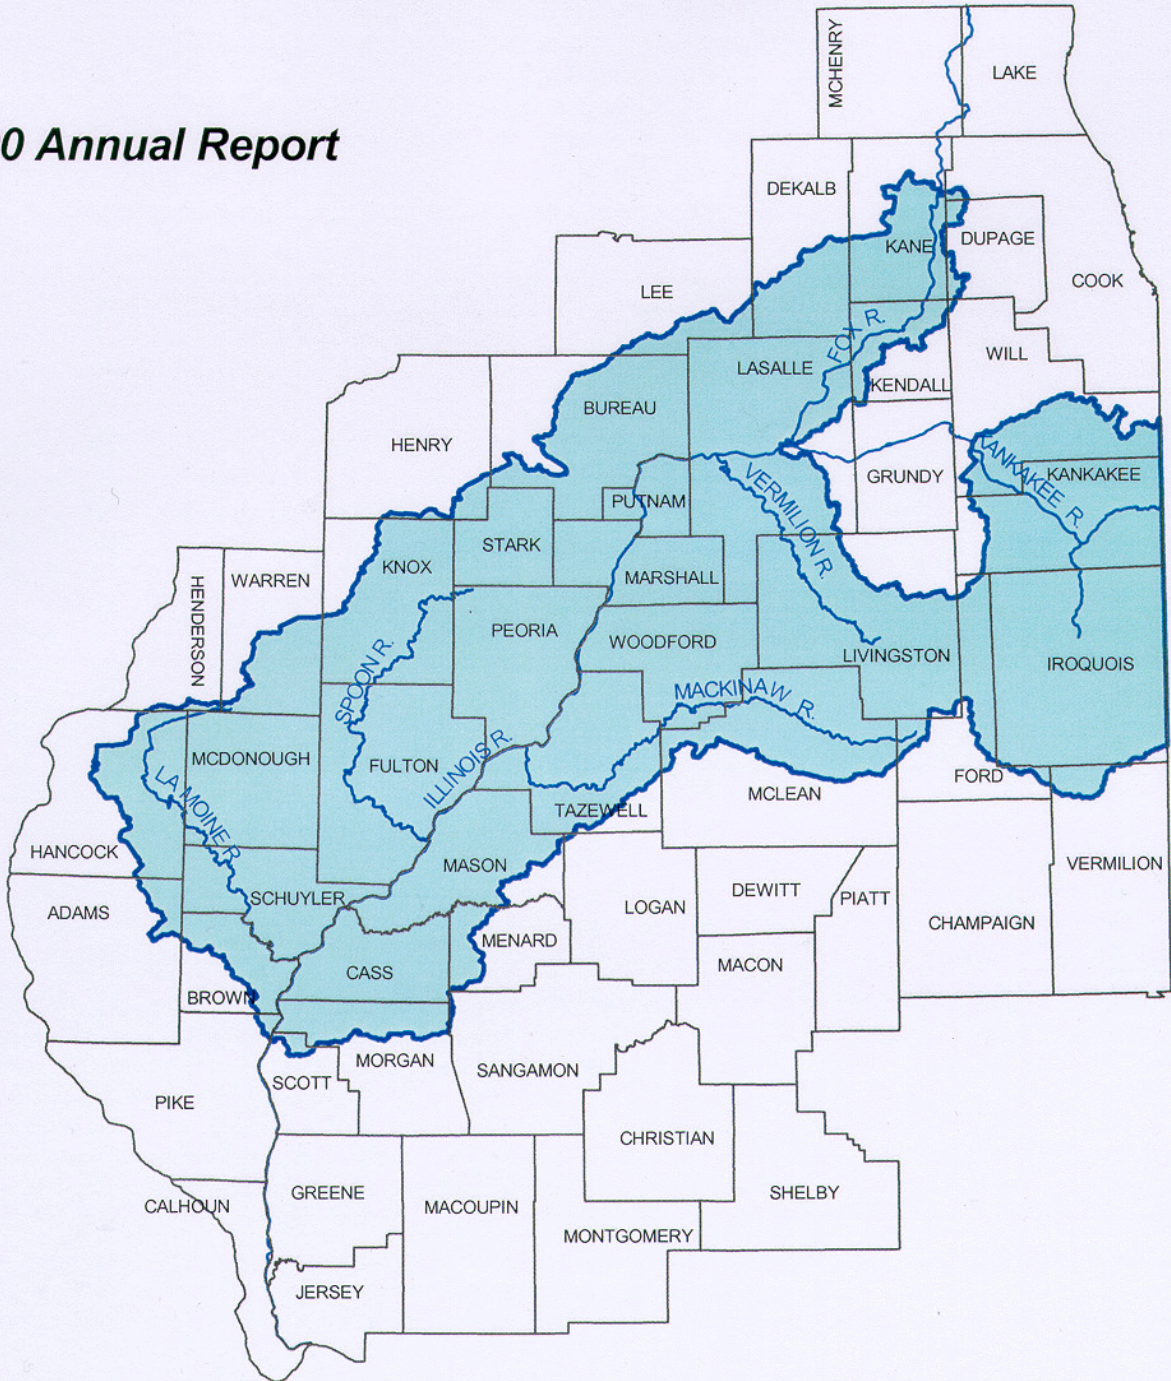 0 Annual Report
MCHENRY
LAKE
DEKALB
KANE
DUPAGE
COOK
LEE
FOX R.
WILL
LASALLE
KENDALL
BUREAU
HENRY
KANKAKEE R.
KANKAKEE
GRUNDY
VERMILION R.
PUTNAM
STARK
KNOX
WARREN
HENDERSON
MARSHALL
PEORIA
WOODFORD
LIVINGSTON
IROQUOIS
SPOON R.
MACKINAW R.
MCDONOUGH
FULTON
ILLINOIS R.
LA MOINE R.
TAZEWELL
MCLEAN
FORD
HANCOCK
MASON
VERMILION
SCHUYLER
DEWITT
PIATT
ADAMS
LOGAN
CHAMPAIGN
MENARD
MACON
CASS
BROWN
MORGAN
SANGAMON
SCOTT
PIKE
CHRISTIAN
SHELBY
GREENE
CALHOUN
MACOUPIN
MONTGOMERY
JERSEY